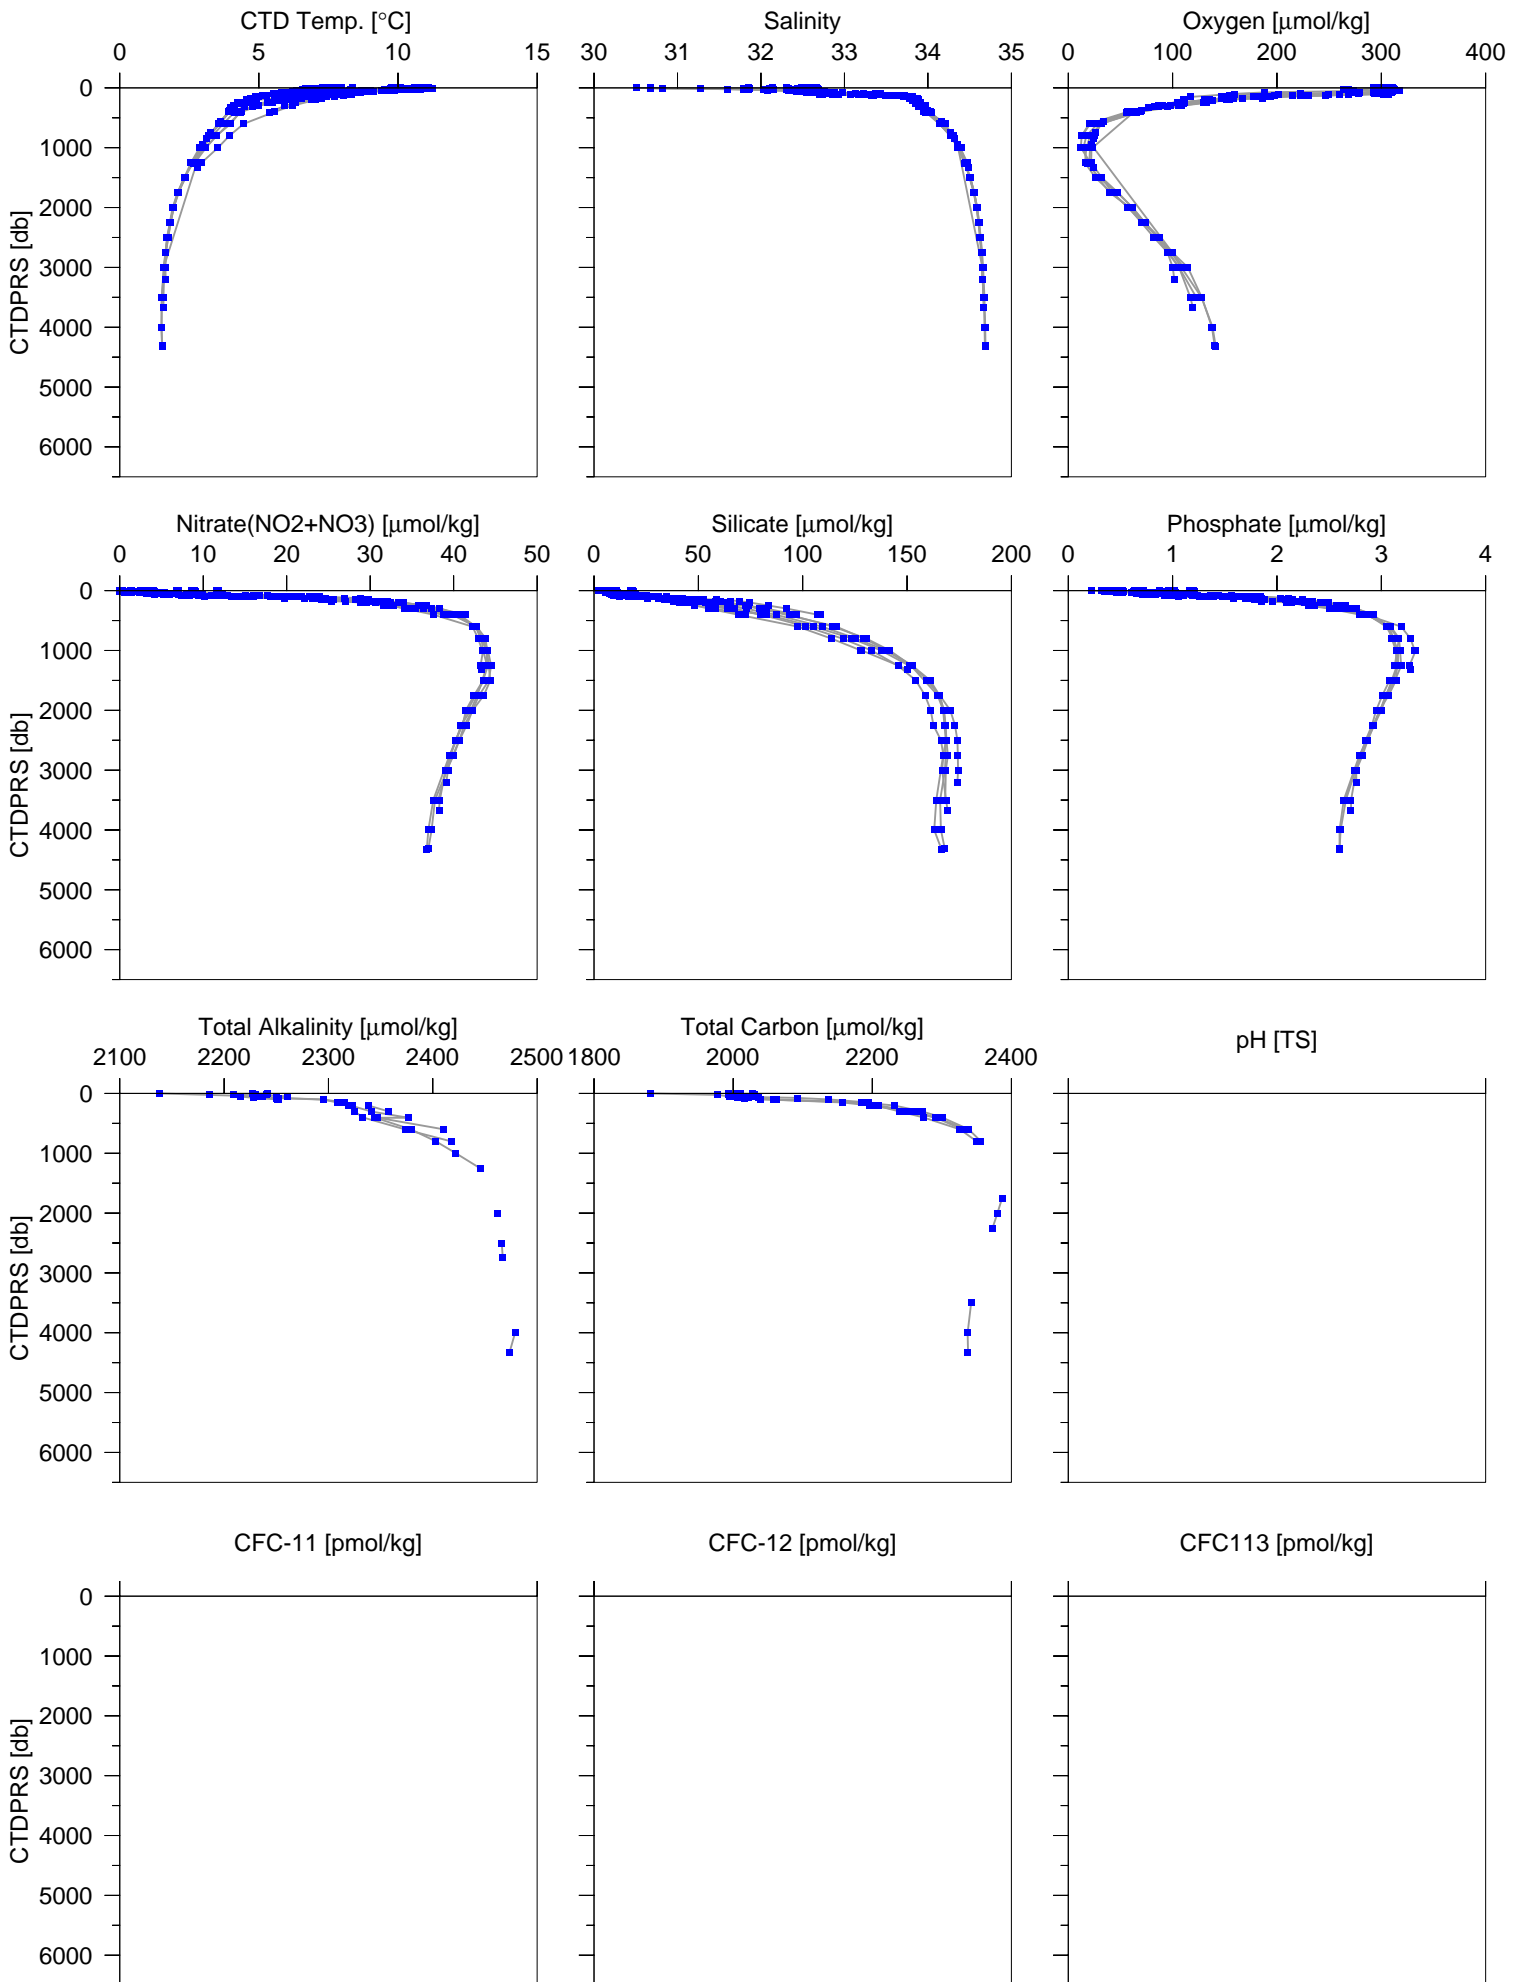 CTD Temp. [°C] Salinity Oxygen [μmol/kg]
0 5 10 15 30 31 32 33 34 35 0 100 200 300 400
0
1000
2000
3000
4000
5000
6000
CTDPRS [db]
Nitrate(NO2+NO3) [μmol/kg] Silicate [μmol/kg] Phosphate [μmol/kg]
0 10 20 30 40 50 0 50 100 150 200 0 1 2 3 4
0
1000
2000
3000
4000
5000
6000
CTDPRS [db]
Total Alkalinity [μmol/kg] Total Carbon [μmol/kg] pH [TS]
2100 2200 2300 2400 2500 1800 2000 2200 2400
0
1000
2000
3000
4000
5000
6000
CTDPRS [db]
CFC-11 [pmol/kg] CFC-12 [pmol/kg] CFC113 [pmol/kg]
0
1000
2000
3000
4000
5000
6000
CTDPRS [db]